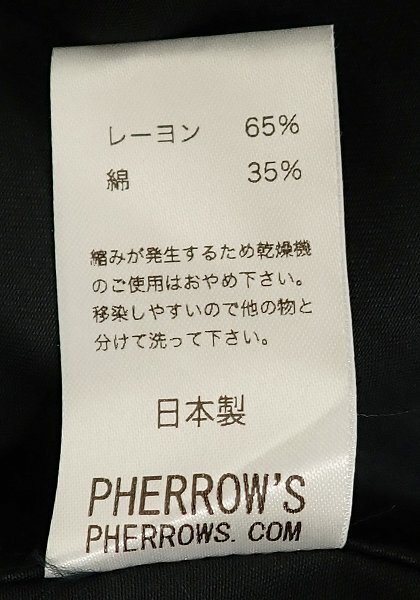 レーヨン 65%
綿 35%
縮みが発生するため乾燥機
のご使用はおやめ下さい。
移染しやすいので他の物と
分けて洗って下さい。
日本製
PHERROW'S
PHERROWS. COM